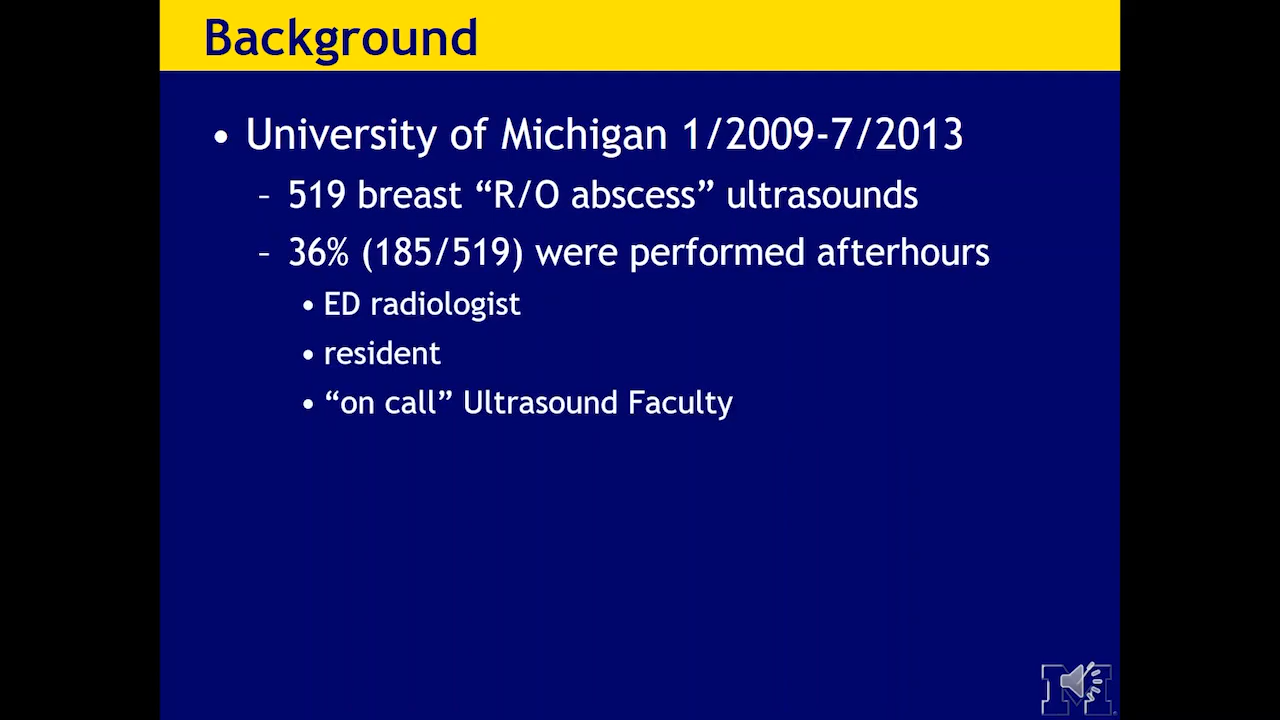 Background
• University of Michigan 1/2009-7/2013
– 519 breast “R/O abscess” ultrasounds
– 36% (185/519) were performed afterhours
• ED radiologist
• resident
• “on call” Ultrasound Faculty
M